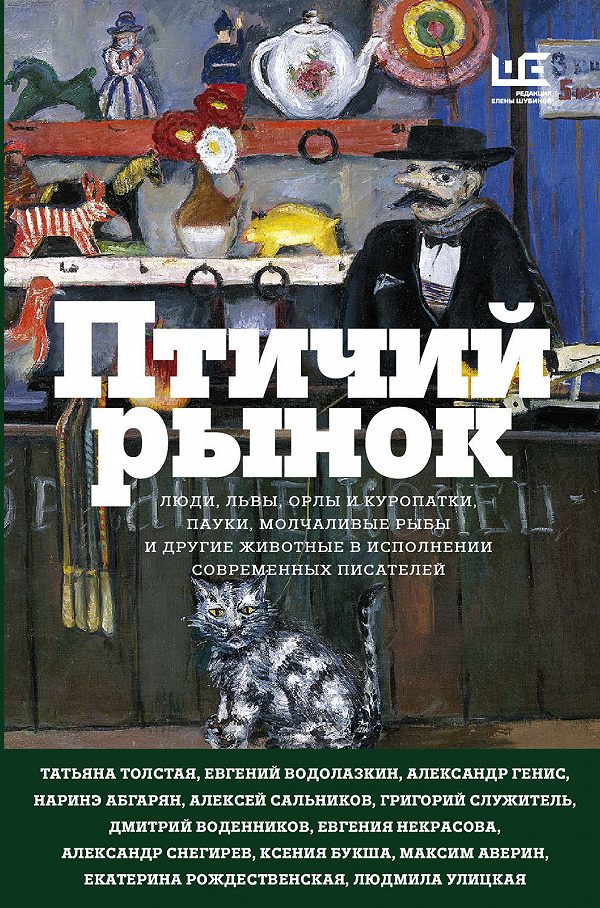 ШБ
РЕДАКЦИЯ
ЕЛЕНЫ ШУБИНОЙ
Птичий
рынок
ЛЮДИ, ЛЬВЫ, ОРЛЫ И КУРОПАТКИ,
ПАУКИ, МОЛЧАЛИВЫЕ РЫБЫ
И ДРУГИЕ ЖИВОТНЫЕ В ИСПОЛНЕНИИ
СОВРЕМЕННЫХ ПИСАТЕЛЕЙ
ТАТЬЯНА ТОЛСТАЯ, ЕВГЕНИЙ ВОДОЛАЗКИН, АЛЕКСАНДР ГЕНИС,
НАРИНЭ АБГАРЯН, АЛЕКСЕЙ САЛЬНИКОВ, ГРИГОРИЙ СЛУЖИТЕЛЬ,
ДМИТРИЙ ВОДЕННИКОВ, ЕВГЕНИЯ НЕКРАСОВА,
АЛЕКСАНДР СНЕГИРЕВ, КСЕНИЯ БУКША, МАКСИМ АВЕРИН,
ЕКАТЕРИНА РОЖДЕСТВЕНСКАЯ, ЛЮДМИЛА УЛИЦКАЯ